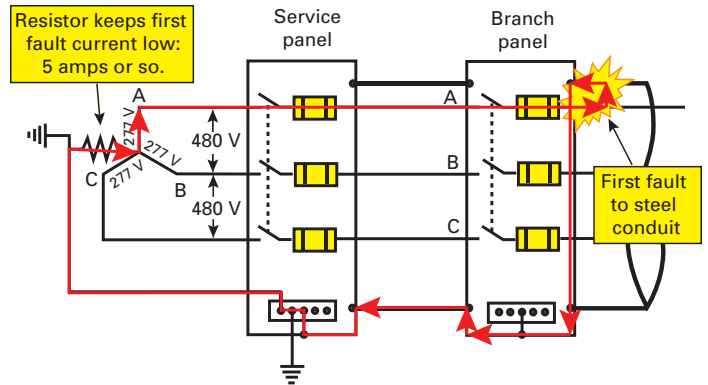 Resistor keeps first
fault current low:
5 amps or so.
Service
panel
Branch
panel
A
277 V
277 V
277 V
C
B
480 V
480 V
A
B
C
First fault
to steel
conduit